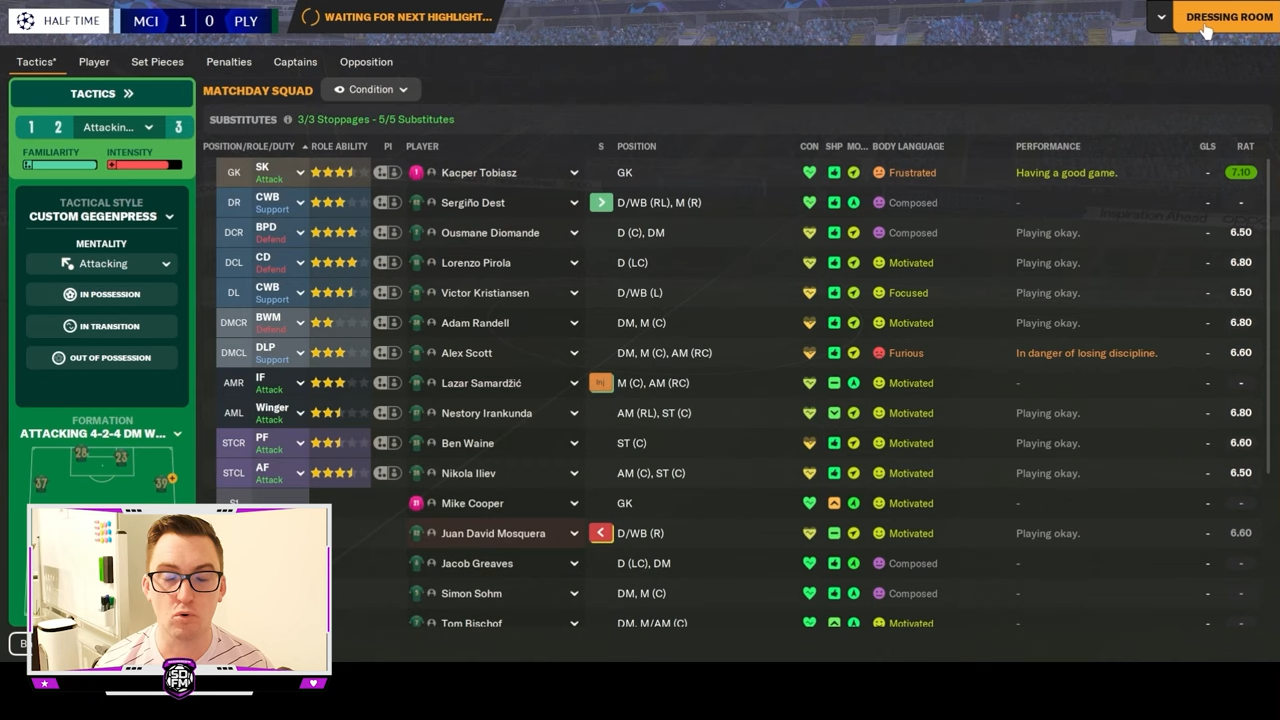 HALF TIME MCI 1 0 PLY WAITING FOR NEXT HIGHLIGHT... DRESSING ROOM
Tactics* Player Set Pieces Penalties Captains Opposition
TACTICS
1 2 Attackin... 3
FAMILIARITY INTENSITY
TACTICAL STYLE
CUSTOM GEGENPRESS
MENTALITY
Attacking
IN POSSESSION
IN TRANSITION
OUT OF POSSESSION
FORMATION
ATTACKING 4-2-4 DM W...
28 23
37 39
MATCHDAY SQUAD Condition
SUBSTITUTES 3/3 Stoppages - 5/5 Substitutes
POSITION/ROLE/DUTY ROLE ABILITY PI PLAYER S POSITION CON SHP MO... BODY LANGUAGE PERFORMANCE GLS RAT
GK SK Attack Kacper Tobiasz GK Frustrated Having a good game. - 7.10
DR CWB Support Sergiño Dest D/WB (RL), M (R) Composed - -
DCR BPD Defend Ousmane Diomande D (C), DM Composed Playing okay. - 6.50
DCL CD Defend Lorenzo Pirola D (LC) Motivated Playing okay. - 6.80
DL CWB Support Victor Kristiansen D/WB (L) Focused Playing okay. - 6.50
DMCR BWM Defend Adam Randell DM, M (C) Motivated Playing okay. - 6.80
DMCL DLP Support Alex Scott DM, M (C), AM (RC) Furious In danger of losing discipline. - 6.60
AMR IF Attack Lazar Samardžić Inj M (C), AM (RC) Motivated - - -
AML Winger Attack Nestory Irankunda AM (RL), ST (C) Motivated Playing okay. - 6.80
STCR PF Attack Ben Waine ST (C) Motivated Playing okay. - 6.60
STCL AF Attack Nikola Iliev AM (C), ST (C) Motivated Playing okay. - 6.50
S1 Mike Cooper GK Motivated - - -
Juan David Mosquera D/WB (R) Motivated Playing okay. - 6.60
Jacob Greaves D (LC), DM Composed - - -
Simon Sohm DM, M (C) Composed - - -
Tom Bischof DM, M/AM (C) Motivated - - -
SDFM